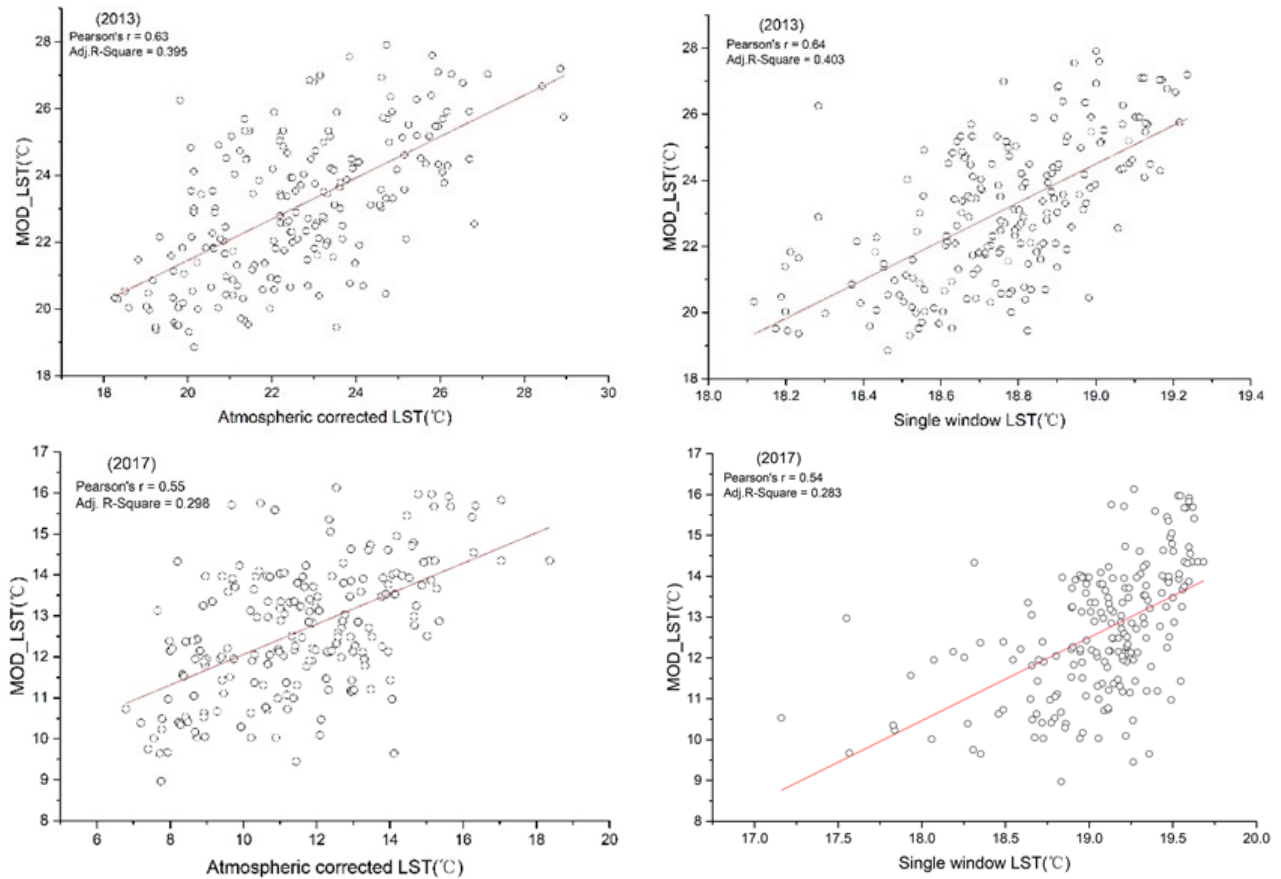 (2013)
Pearson's r = 0.63
Adj.R-Square = 0.395
28
26
24
22
20
18
MOD_LST(℃)
18 20 22 24 26 28 30
Atmospheric corrected LST(℃)
(2013)
Pearson's r = 0.64
Adj.R-Square = 0.403
28
26
24
22
20
18
MOD_LST(℃)
18.0 18.2 18.4 18.6 18.8 19.0 19.2 19.4
Single window LST(℃)
(2017)
Pearson's r = 0.55
Adj. R-Square = 0.298
17
16
15
14
13
12
11
10
9
8
MOD_LST(℃)
6 8 10 12 14 16 18 20
Atmospheric corrected LST(℃)
(2017)
Pearson's r = 0.54
Adj.R-Square = 0.283
17
16
15
14
13
12
11
10
9
8
MOD_LST(℃)
17.0 17.5 18.0 18.5 19.0 19.5 20.0
Single window LST(℃)